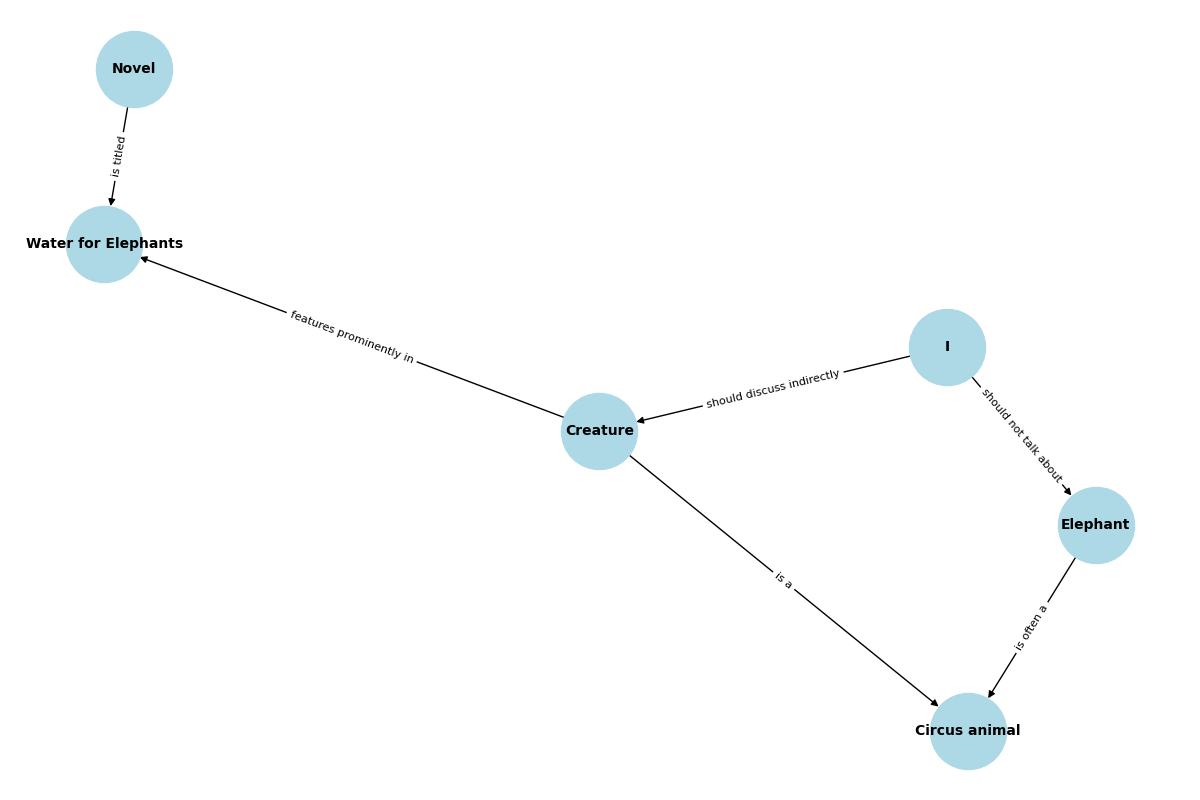 Novel
is titled
Water for Elephants
features prominently in
I
should discuss indirectly
should not talk about
Creature
Elephant
is a
is often a
Circus animal